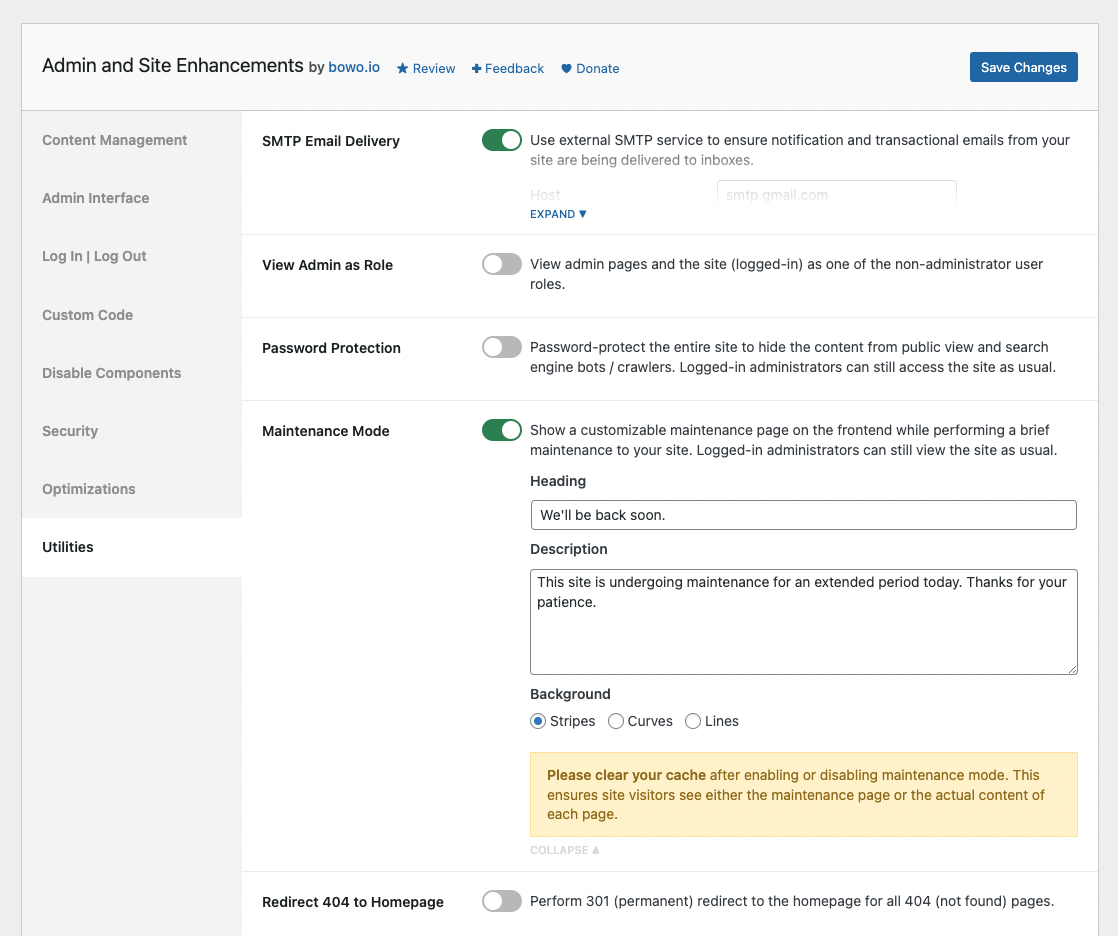 Admin and Site Enhancements by bowo.io Review Feedback Donate
Save Changes
Content Management
Admin Interface
Log In | Log Out
Custom Code
Disable Components
Security
Optimizations
Utilities
SMTP Email Delivery
Use external SMTP service to ensure notification and transactional emails from your
site are being delivered to inboxes.
Host smtp.gmail.com
EXPAND ▼
View Admin as Role
View admin pages and the site (logged-in) as one of the non-administrator user
roles.
Password Protection
Password-protect the entire site to hide the content from public view and search
engine bots / crawlers. Logged-in administrators can still access the site as usual.
Maintenance Mode
Show a customizable maintenance page on the frontend while performing a brief
maintenance to your site. Logged-in administrators can still view the site as usual.
Heading
We'll be back soon.
Description
This site is undergoing maintenance for an extended period today. Thanks for your
patience.
Background
Stripes Curves Lines
Please clear your cache after enabling or disabling maintenance mode. This
ensures site visitors see either the maintenance page or the actual content of
each page.
COLLAPSE ▲
Redirect 404 to Homepage
Perform 301 (permanent) redirect to the homepage for all 404 (not found) pages.